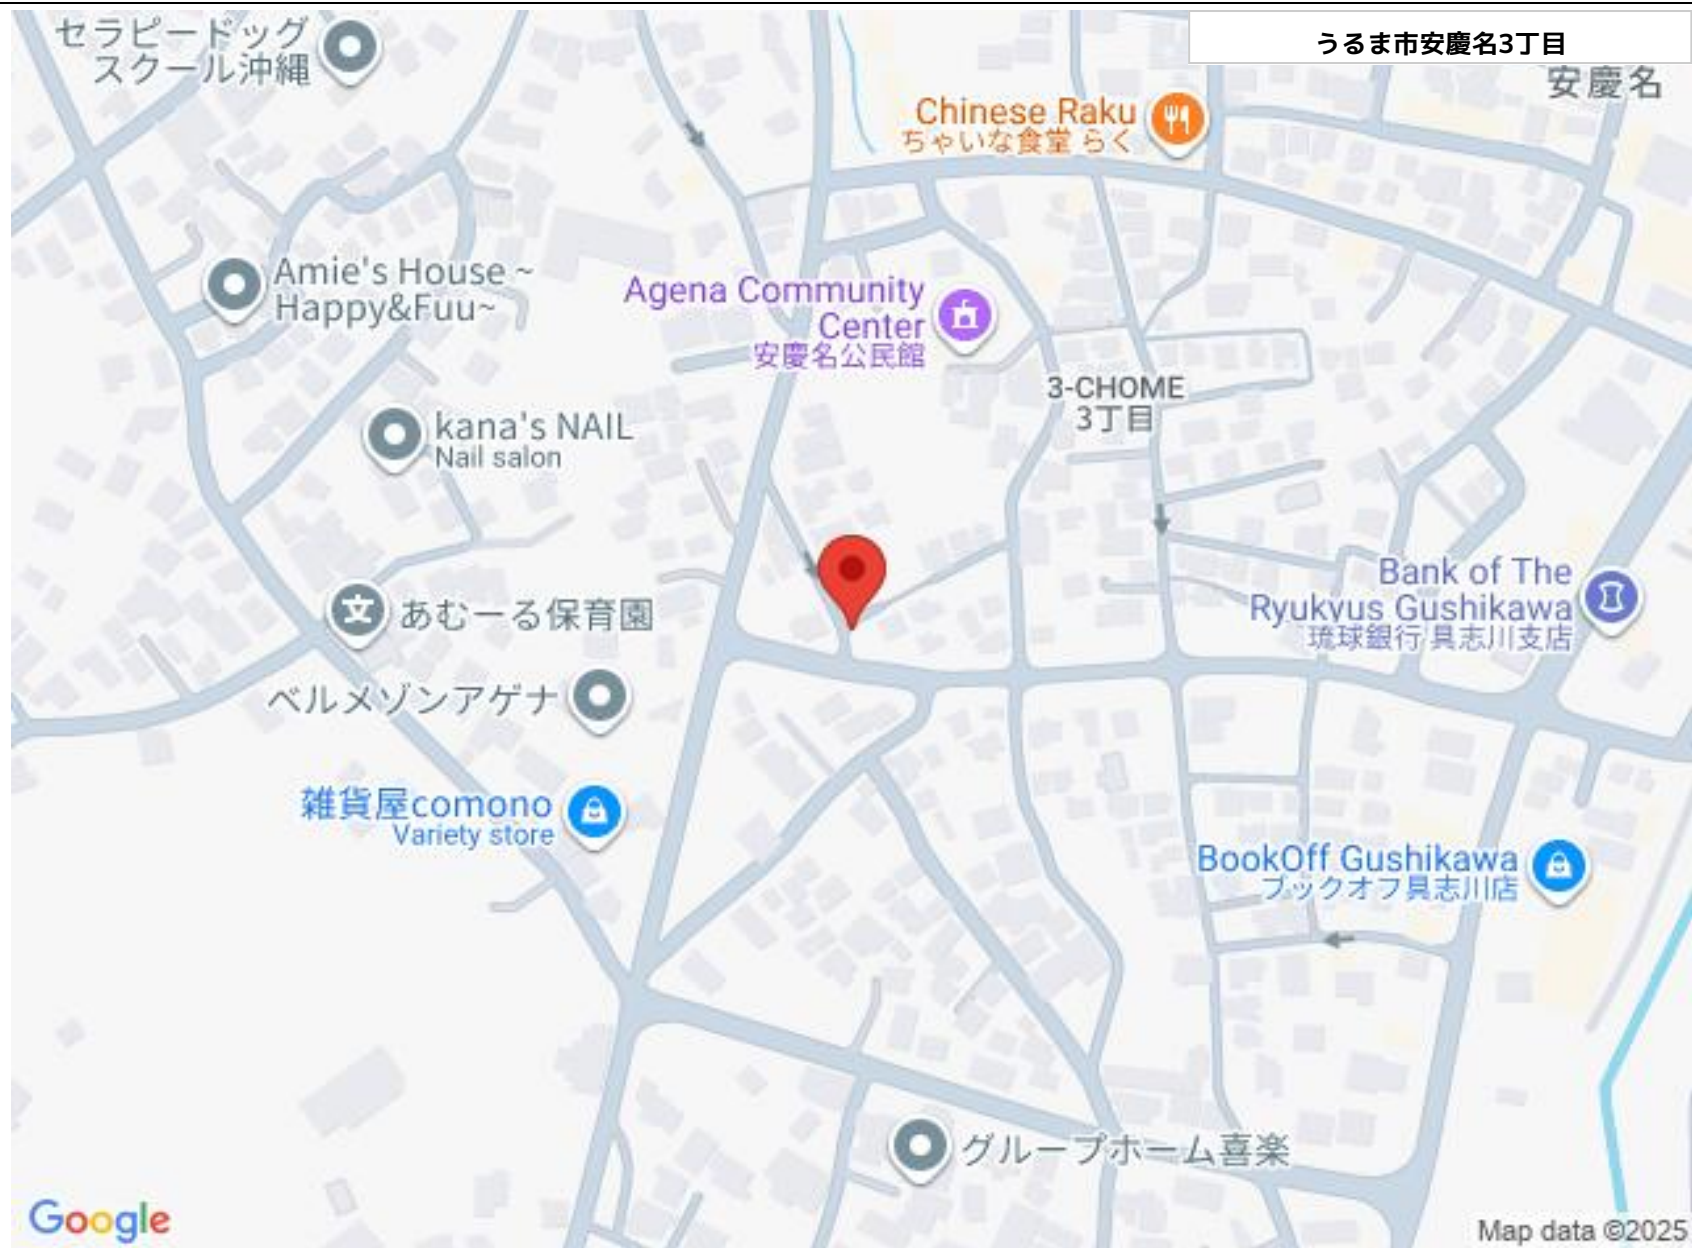 うるま市安慶名3丁目
セラピードッグ
スクール沖縄
安慶名
Chinese Raku
ちゃいな食堂 らく
Amie's House ~
Happy&Fuu~
Agena Community
Center
安慶名公民館
3-CHOME
3丁目
kana's NAIL
Nail salon
Bank of The
Ryukyus Gushikawa
琉球銀行 具志川支店
あむーる保育園
ベルメゾンアゲナ
雑貨屋comono
Variety store
BookOff Gushikawa
ブックオフ具志川店
グループホーム喜楽
Google
Map data ©2025